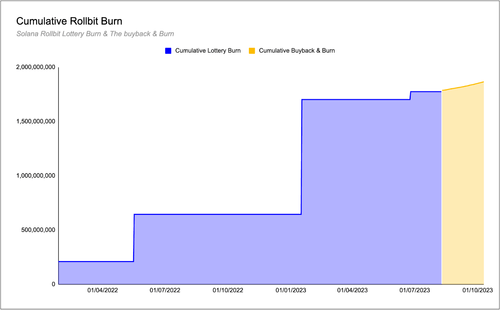 Cumulative Rollbit Burn
Solana Rollbit Lottery Burn & The buyback & Burn
Cumulative Lottery Burn Cumulative Buyback & Burn
2,000,000,000
1,500,000,000
1,000,000,000
500,000,000
0
01/04/2022 01/07/2022 01/10/2022 01/01/2023 01/04/2023 01/07/2023 01/10/2023